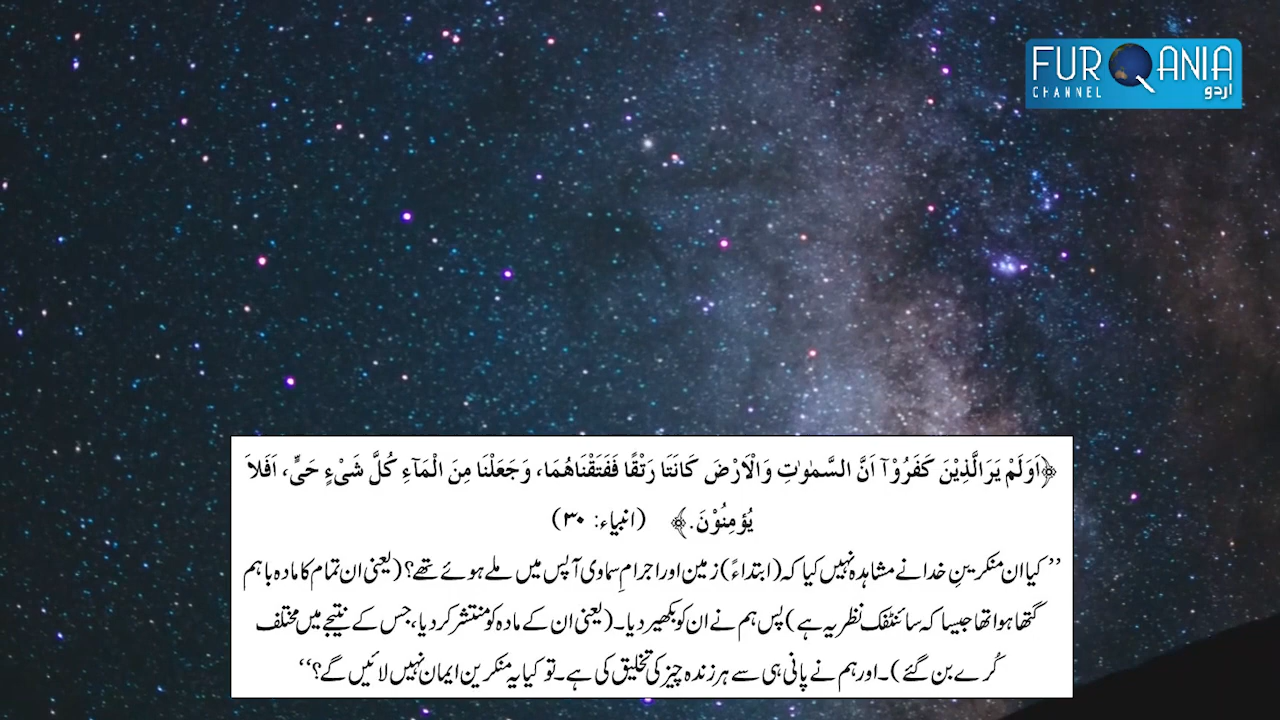 FURQANIA
CHANNEL اردو
﴿اَوَلَمْ یَرَ الَّذِیْنَ کَفَرُوْٓا اَنَّ السَّمٰوٰتِ وَالْاَرْضَ کَانَتَا رَتْقًا فَفَتَقْنَاهُمَا، وَجَعَلْنَا مِنَ الْمَآءِ کُلَّ شَیْءٍ حَیٍّ، اَفَلاَ
یُؤْمِنُوْنَ.﴾ (انبیاء: ۳۰)
’’کیا ان منکرینِ خدا نے مشاہدہ نہیں کیا کہ (ابتداءً) زمین اور اجرامِ سماوی آپس میں ملے ہوئے تھے؟ (یعنی ان تمام کا مادہ باہم
گتھا ہوا تھا جیسا کہ سائنٹفک نظریہ ہے) پس ہم نے ان کو بکھیر دیا۔ (یعنی ان کے مادہ کو منتشر کر دیا، جس کے نتیجے میں مختلف
کُرے بن گئے)۔ اور ہم نے پانی ہی سے ہر زندہ چیز کی تخلیق کی ہے۔ تو کیا یہ منکرین ایمان نہیں لائیں گے؟‘‘